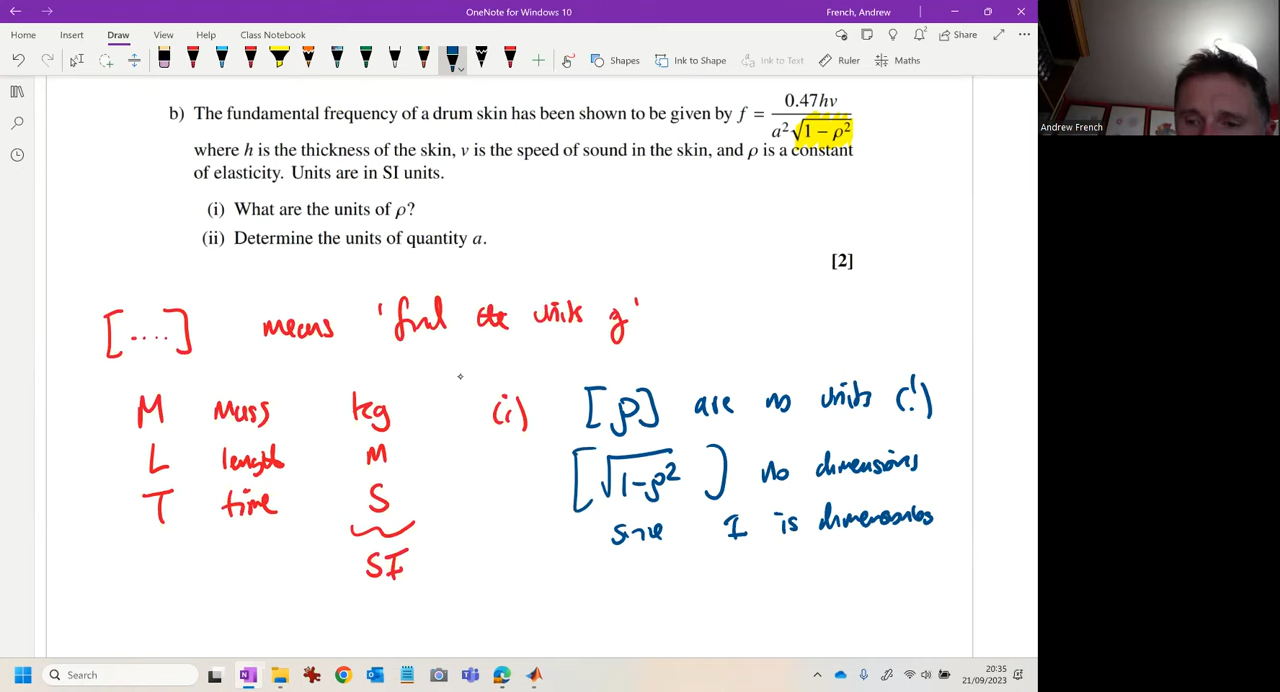 OneNote for Windows 10
French, Andrew
Home Insert Draw View Help Class Notebook
Share
Shapes Ink to Shape Ink to Text Ruler Maths
b) The fundamental frequency of a drum skin has been shown to be given by f = 0.47hv / a²√1 − ρ²
where h is the thickness of the skin, v is the speed of sound in the skin, and ρ is a constant
of elasticity. Units are in SI units.
(i) What are the units of ρ?
(ii) Determine the units of quantity a.
[2]
[....] means 'find the units of'
M mass kg
L length M
T time S
SI
(i) [ρ] are no units (!)
[√1-ρ²] no dimensions
since 1 is dimensionless
Andrew French
Search
20:35
21/09/2023